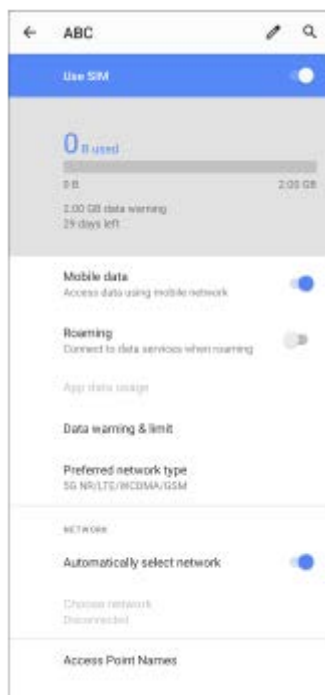 ABC
Use SIM
0 B used
0 B 2.00 GB
2.00 GB data warning
29 days left
Mobile data
Access data using mobile network
Roaming
Connect to data services when roaming
App data usage
Data warning & limit
Preferred network type
5G NR/LTE/WCDMA/GSM
NETWORK
Automatically select network
Choose network
Disconnected
Access Point Names